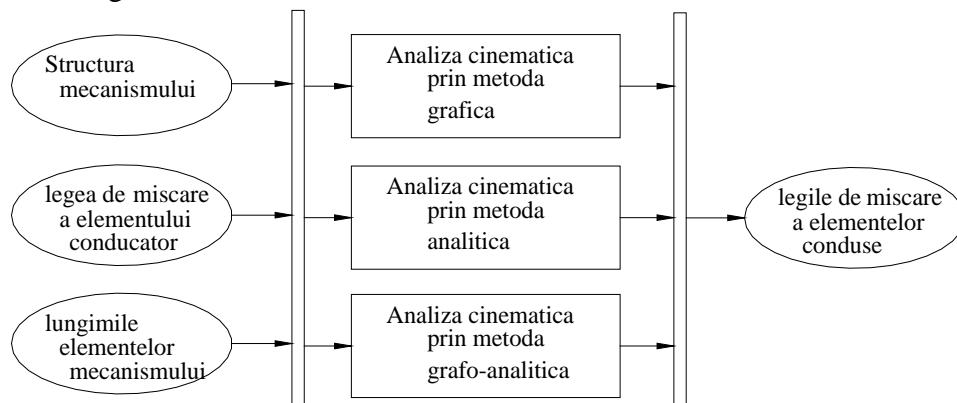 Structura
mecanismului
legea de miscare
a elementului
conducator
lungimile
elementelor
mecanismului
Analiza cinematica
prin metoda
grafica
Analiza cinematica
prin metoda
analitica
Analiza cinematica
prin metoda
grafo-analitica
legile de miscare
a elementelor
conduse